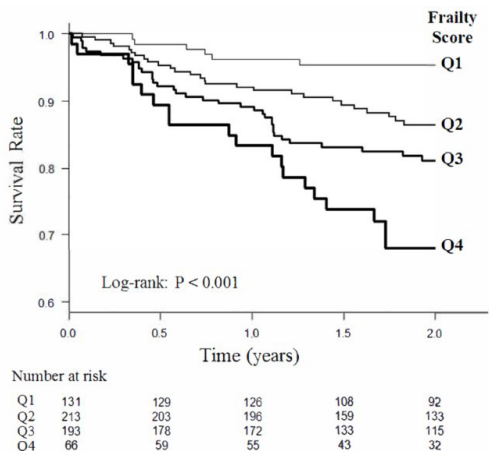 Frailty
Score
1.0
Q1
0.9
Q2
Survival Rate
Q3
0.8
0.7
Q4
Log-rank: P < 0.001
0.6
0.0 0.5 1.0 1.5 2.0
Time (years)
Number at risk
Q1 131 129 126 108 92
Q2 213 203 196 159 133
Q3 193 178 172 133 115
Q4 66 59 55 43 32